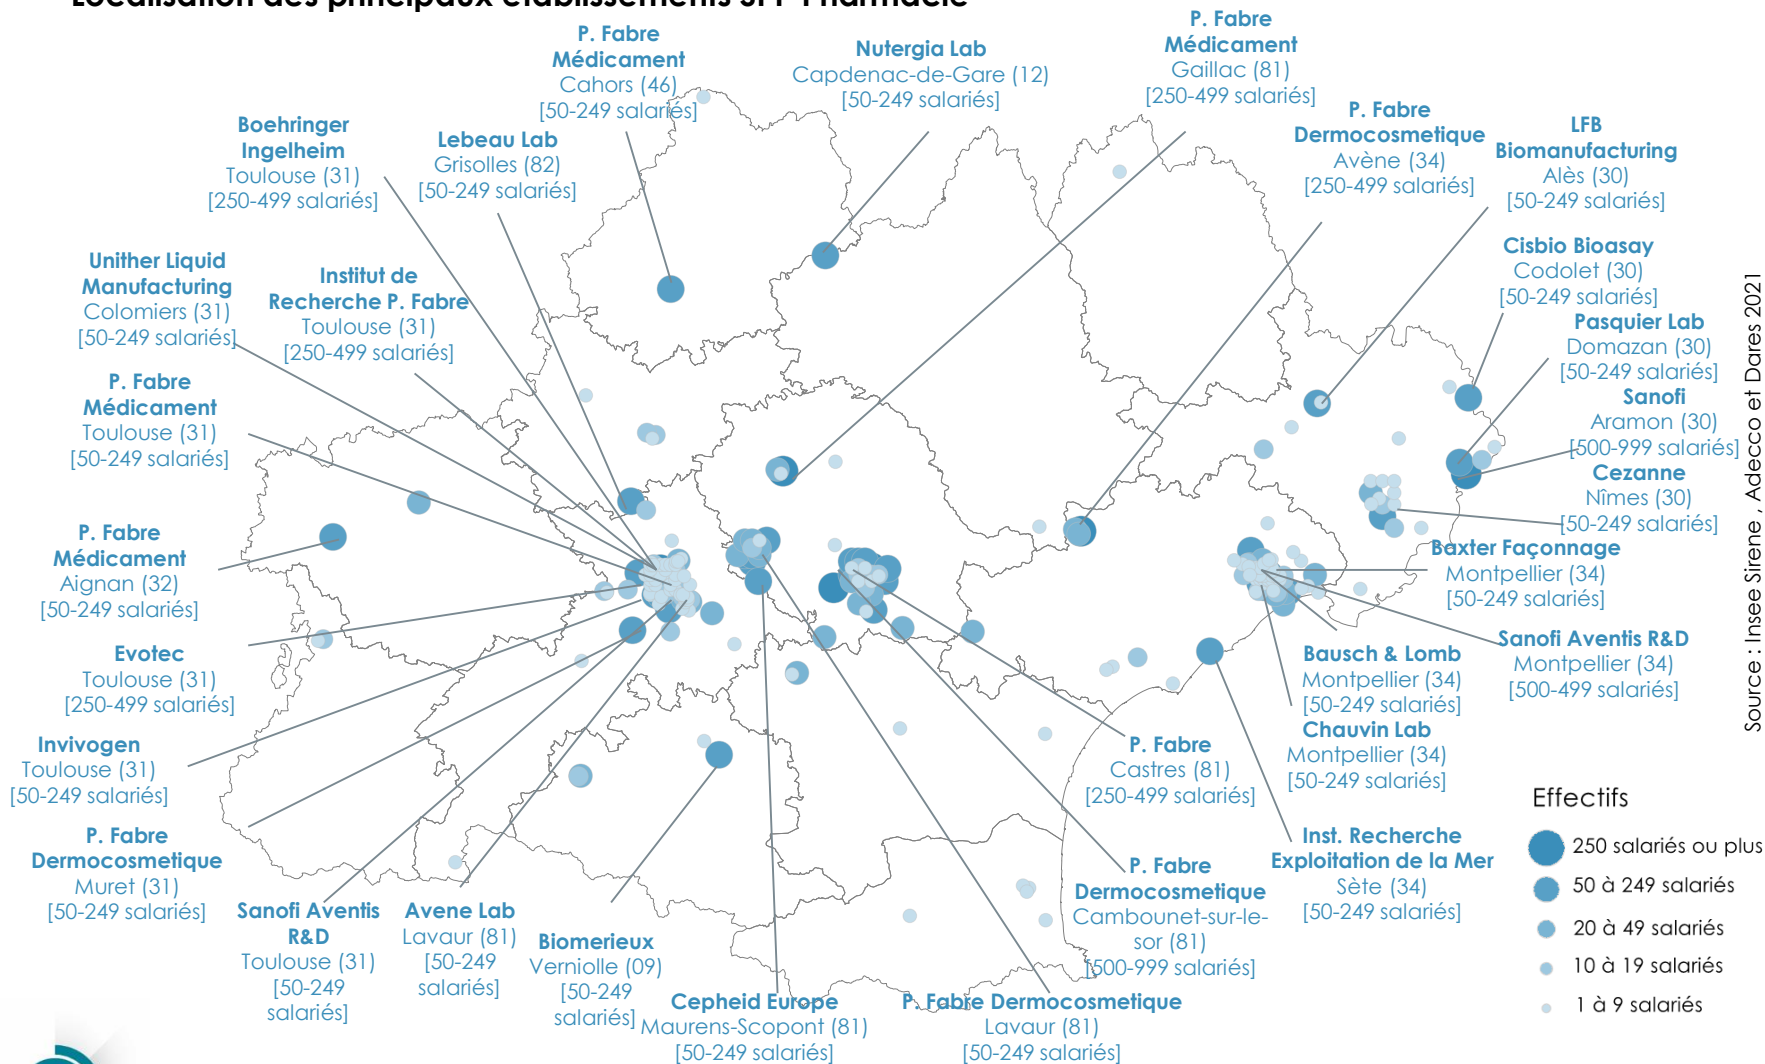 Localisation des principaux établissements SFP Pharmacie
P. Fabre
Médicament
Cahors (46)
[50-249 salariés]
Nutergia Lab
Capdenac-de-Gare (12)
[50-249 salariés]
P. Fabre
Médicament
Gaillac (81)
[250-499 salariés]
P. Fabre
Dermocosmetique
Avène (34)
[250-499 salariés]
LFB
Biomanufacturing
Alès (30)
[50-249 salariés]
Boehringer
Ingelheim
Toulouse (31)
[250-499 salariés]
Lebeau Lab
Grisolles (82)
[50-249 salariés]
Cisbio Bioasay
Codolet (30)
[50-249 salariés]
Unither Liquid
Manufacturing
Colomiers (31)
[50-249 salariés]
Institut de
Recherche P. Fabre
Toulouse (31)
[250-499 salariés]
Pasquier Lab
Domazan (30)
[50-249 salariés]
Sanofi
Aramon (30)
[500-999 salariés]
P. Fabre
Médicament
Toulouse (31)
[50-249 salariés]
Cezanne
Nîmes (30)
[50-249 salariés]
P. Fabre
Médicament
Aignan (32)
[50-249 salariés]
Baxter Façonnage
Montpellier (34)
[50-249 salariés]
Evotec
Toulouse (31)
[250-499 salariés]
Sanofi Aventis R&D
Montpellier (34)
[500-499 salariés]
Bausch & Lomb
Montpellier (34)
[50-249 salariés]
Chauvin Lab
Montpellier (34)
[50-249 salariés]
Invivogen
Toulouse (31)
[50-249 salariés]
P. Fabre
Castres (81)
[250-499 salariés]
P. Fabre
Dermocosmetique
Muret (31)
[50-249 salariés]
Inst. Recherche
Exploitation de la Mer
Sète (34)
[50-249 salariés]
P. Fabre
Dermocosmetique
Cambounet-sur-le-
sor (81)
[500-999 salariés]
Sanofi Aventis
R&D
Toulouse (31)
[50-249
salariés]
Avene Lab
Lavaur (81)
[50-249
salariés]
Biomerieux
Verniolle (09)
[50-249
salariés]
Cepheid Europe
Maurens-Scopont (81)
[50-249 salariés]
P. Fabre Dermocosmetique
Lavaur (81)
[50-249 salariés]
Effectifs
250 salariés ou plus
50 à 249 salariés
20 à 49 salariés
10 à 19 salariés
1 à 9 salariés
Source : Insee Sirene , Adecco et Dares 2021